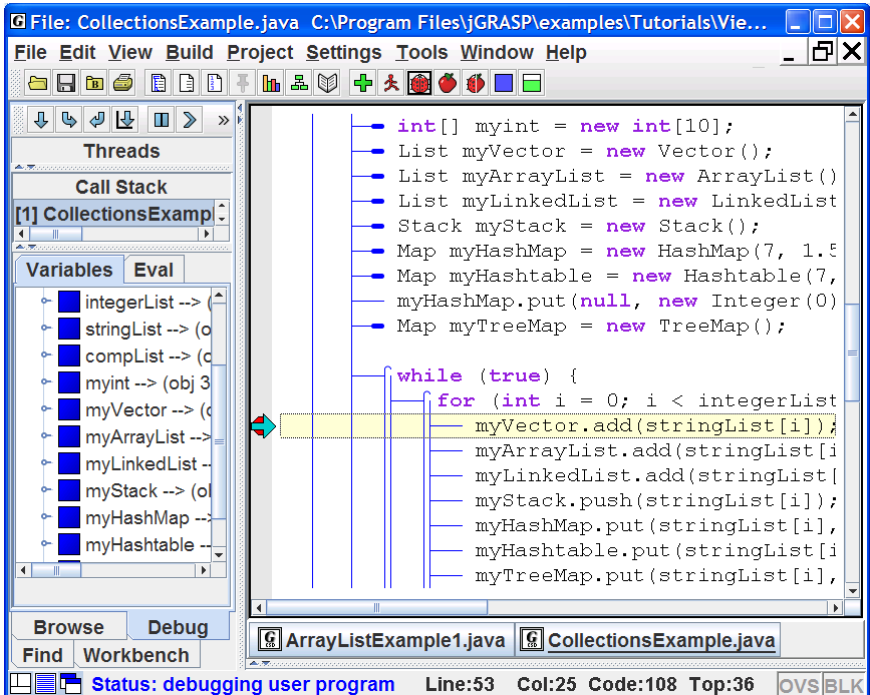 File: CollectionsExample.java C:\Program Files\jGRASP\examples\Tutorials\Vie...
File Edit View Build Project Settings Tools Window Help
Threads
Call Stack
[1] CollectionsExampl
Variables Eval
integerList --> (
stringList --> (o
compList --> (o
myint --> (obj 3
myVector --> (o
myArrayList -->
myLinkedList -
myStack --> (ol
myHashMap -->
myHashtable --
int[] myint = new int[10];
List myVector = new Vector();
List myArrayList = new ArrayList()
List myLinkedList = new LinkedList
Stack myStack = new Stack();
Map myHashMap = new HashMap(7, 1.5
Map myHashtable = new Hashtable(7,
myHashMap.put(null, new Integer(0)
Map myTreeMap = new TreeMap();
while (true) {
for (int i = 0; i < integerList
myVector.add(stringList[i]);
myArrayList.add(stringList[i
myLinkedList.add(stringList[
myStack.push(stringList[i]);
myHashMap.put(stringList[i],
myHashtable.put(stringList[i
myTreeMap.put(stringList[i],
Browse Debug
Find Workbench
ArrayListExample1.java CollectionsExample.java
Status: debugging user program Line:53 Col:25 Code:108 Top:36 OVS BLK